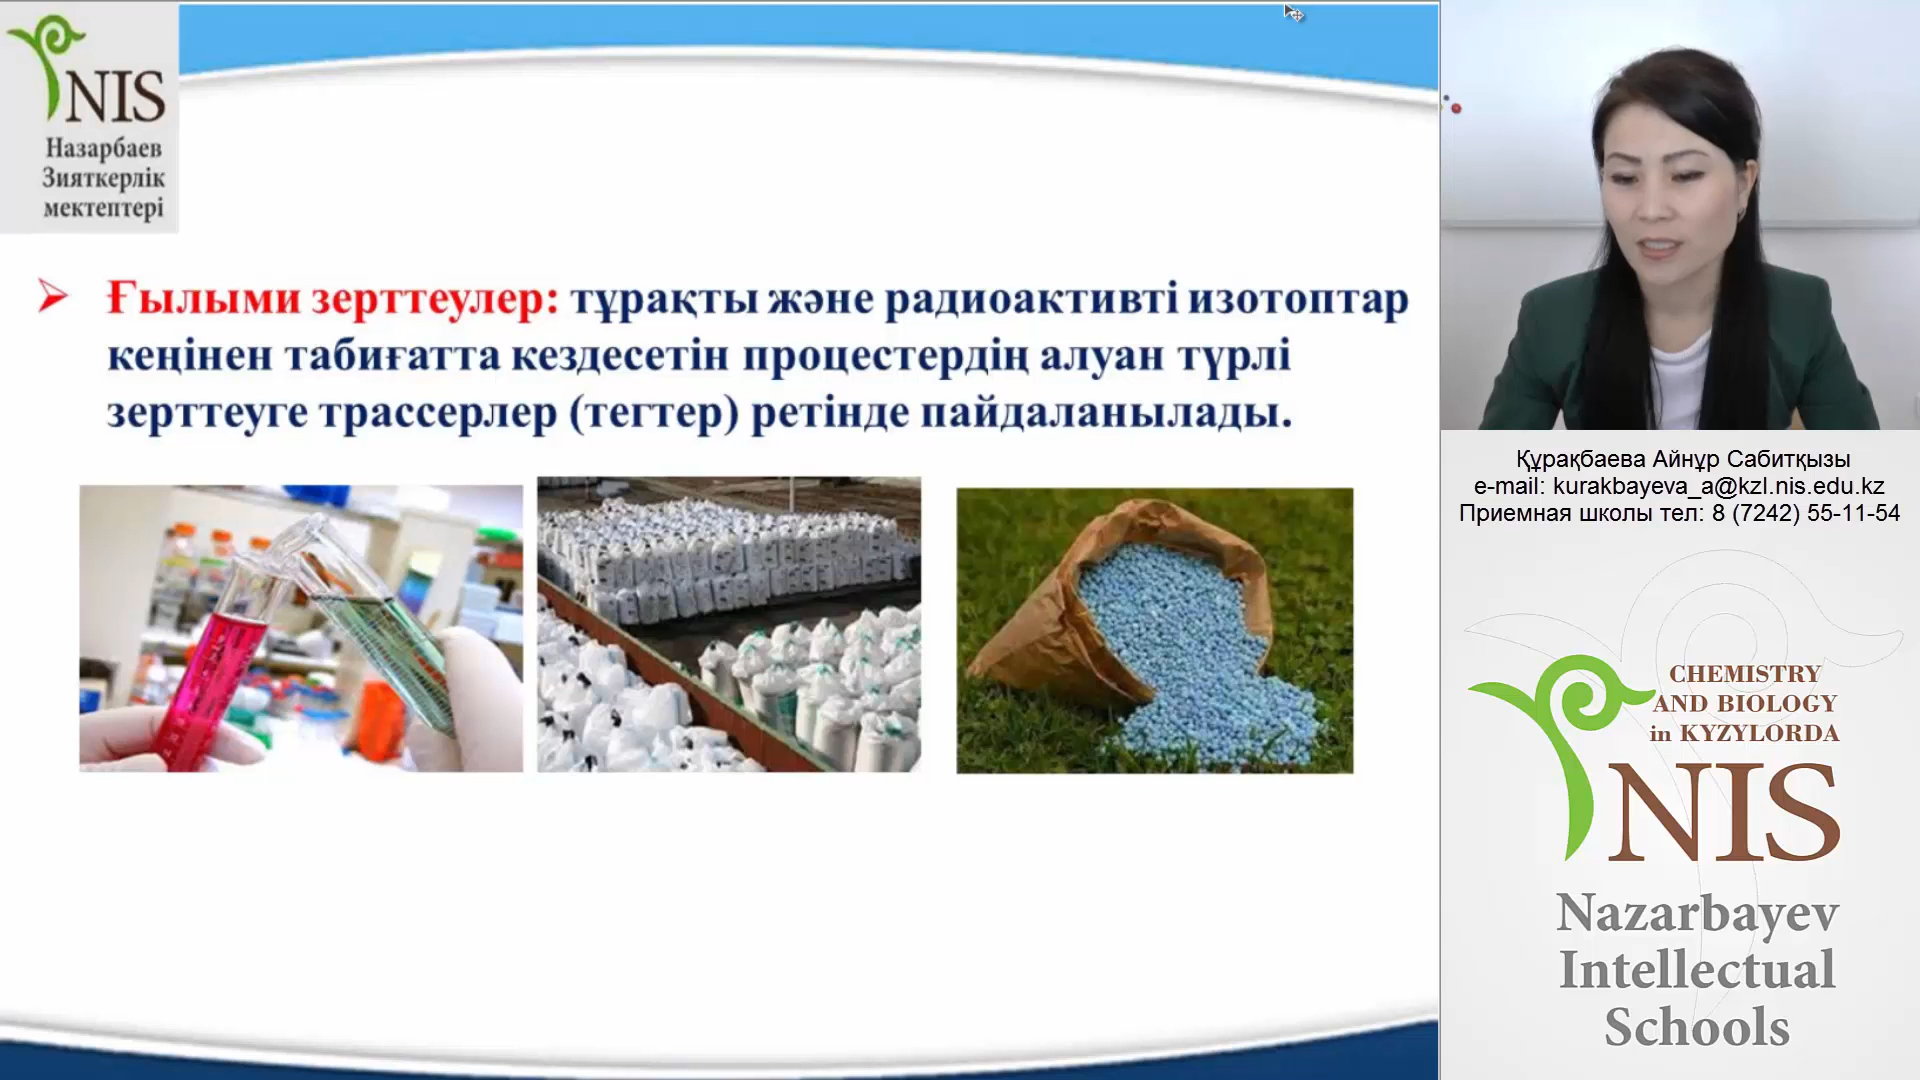 NIS
Назарбаев
Зияткерлік
мектептері
Ғылыми зерттеулер: тұрақты және радиоактивті изотоптар
кеңінен табиғатта кездесетін процестердің алуан түрлі
зерттеуге трассерлер (тегтер) ретінде пайдаланылады.
Құрақбаева Айнұр Сабитқызы
e-mail: kurakbayeva_a@kzl.nis.edu.kz
Приемная школы тел: 8 (7242) 55-11-54
CHEMISTRY
AND BIOLOGY
in KYZYLORDA
NIS
Nazarbayev
Intellectual
Schools